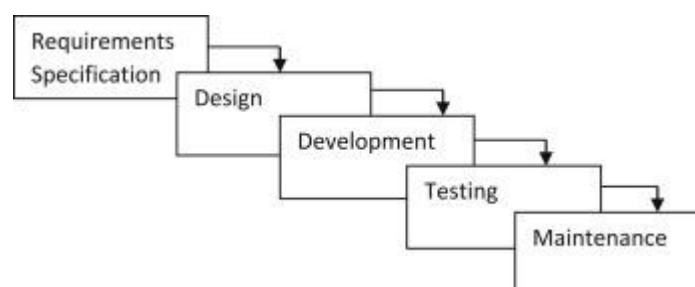 Requirements
Specification
Design
Development
Testing
Maintenance